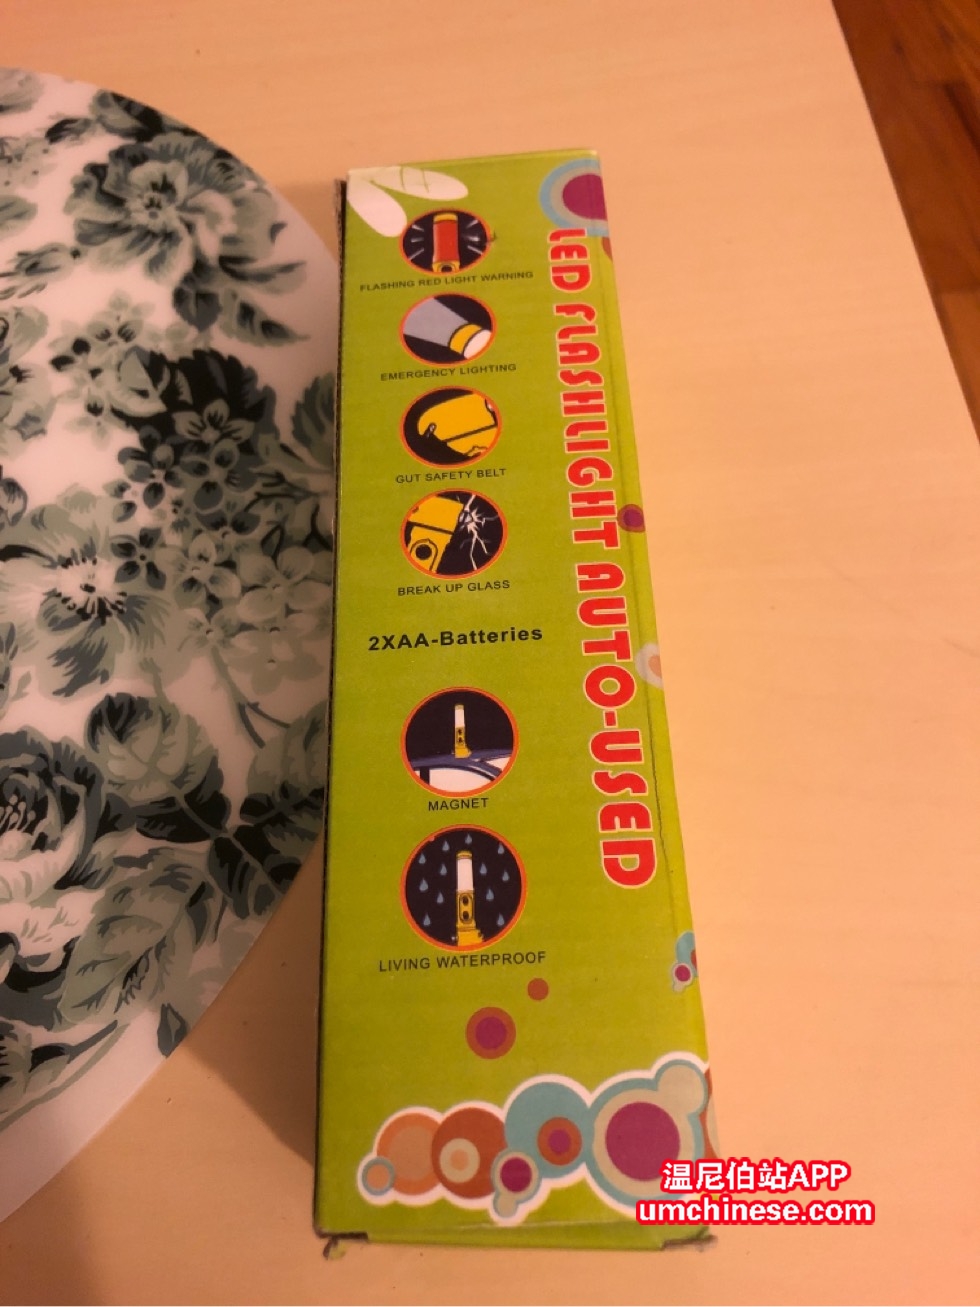 FLASHING RED LIGHT WARNING
EMERGENCY LIGHTING
GUT SAFETY BELT
BREAK UP GLASS
2XAA-Batteries
MAGNET
LIVING WATERPROOF
LED FLASHLIGHT AUTO-USED
温尼伯站APP
umchinese.com